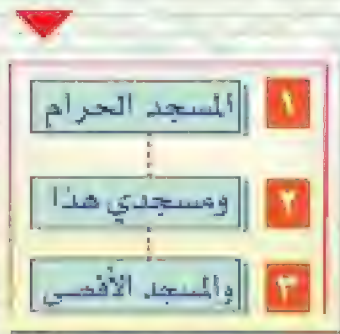 ١ المسجد الحرام
٢ ومسجدي هذا
٣ والمسجد الأقصى